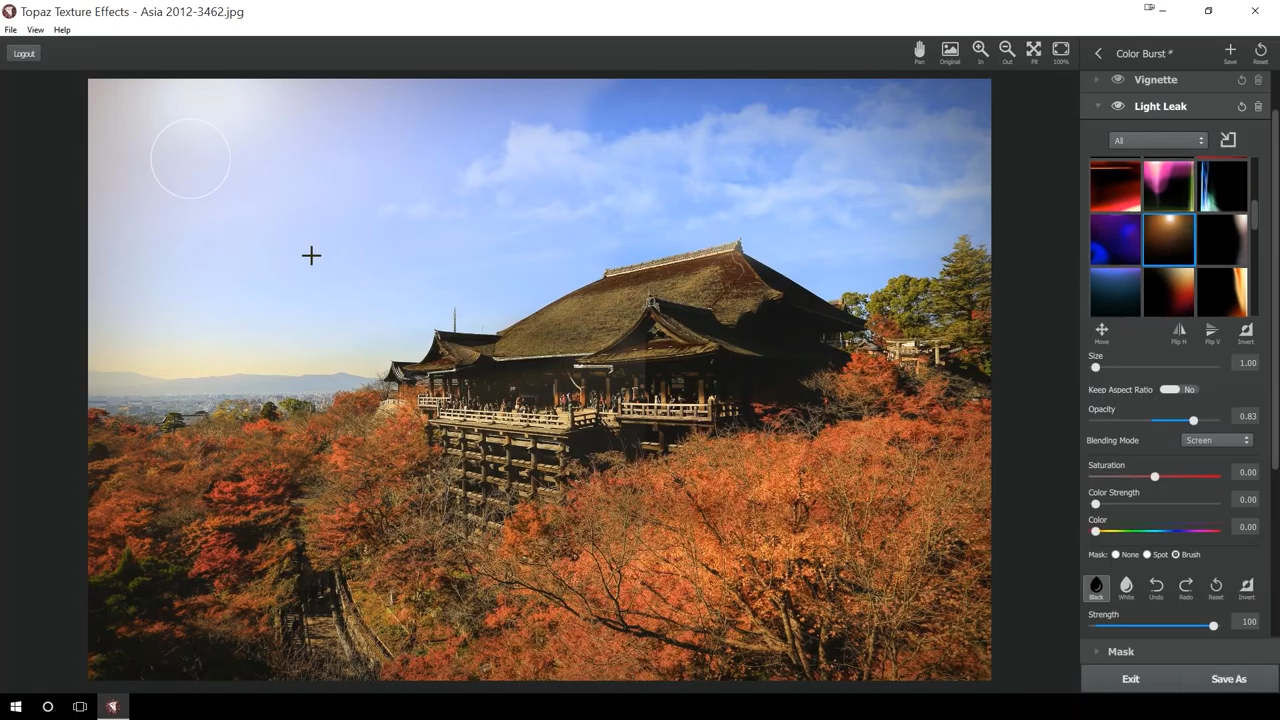 Topaz Texture Effects - Asia 2012-3462.jpg
File View Help
Logout
Pan Original In Out Fit 100%
Color Burst *
Save Reset
Vignette
Light Leak
All
Move Flip H Flip V Invert
Size
1.00
Keep Aspect Ratio No
Opacity
0.83
Blending Mode Screen
Saturation
0.00
Color Strength
0.00
Color
0.00
Mask: None Spot Brush
Black White Undo Redo Reset Invert
Strength
100
Mask
Exit Save As